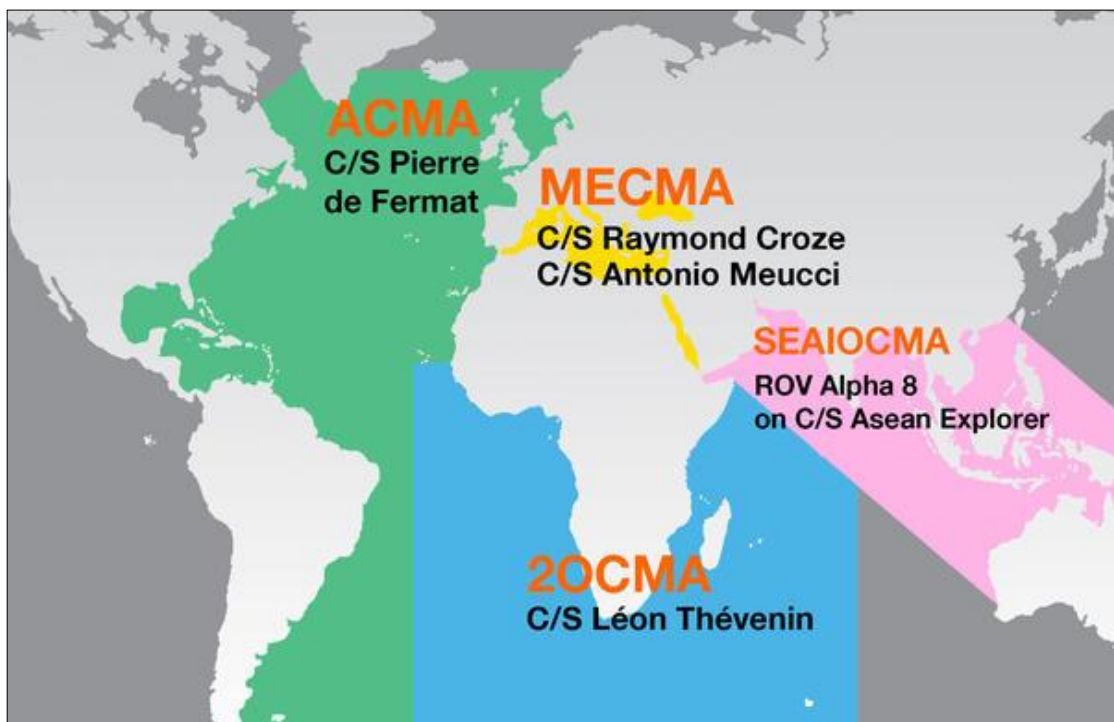 ACMA
C/S Pierre
de Fermat
MECMA
C/S Raymond Croze
C/S Antonio Meucci
SEAIOCMA
ROV Alpha 8
on C/S Asean Explorer
2OCMA
C/S Léon Thévenin